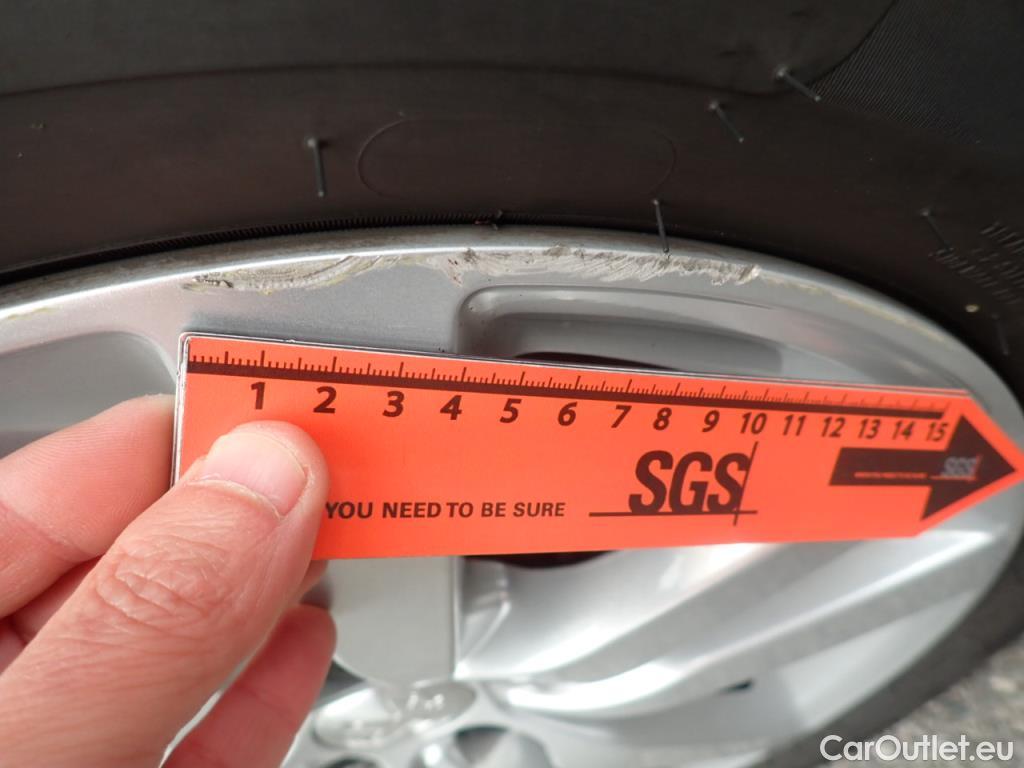 1 2 3 4 5 6 7 8 9 10 11 12 13 14 15
SGS
SGS
YOU NEED TO BE SURE
CarOutlet.eu